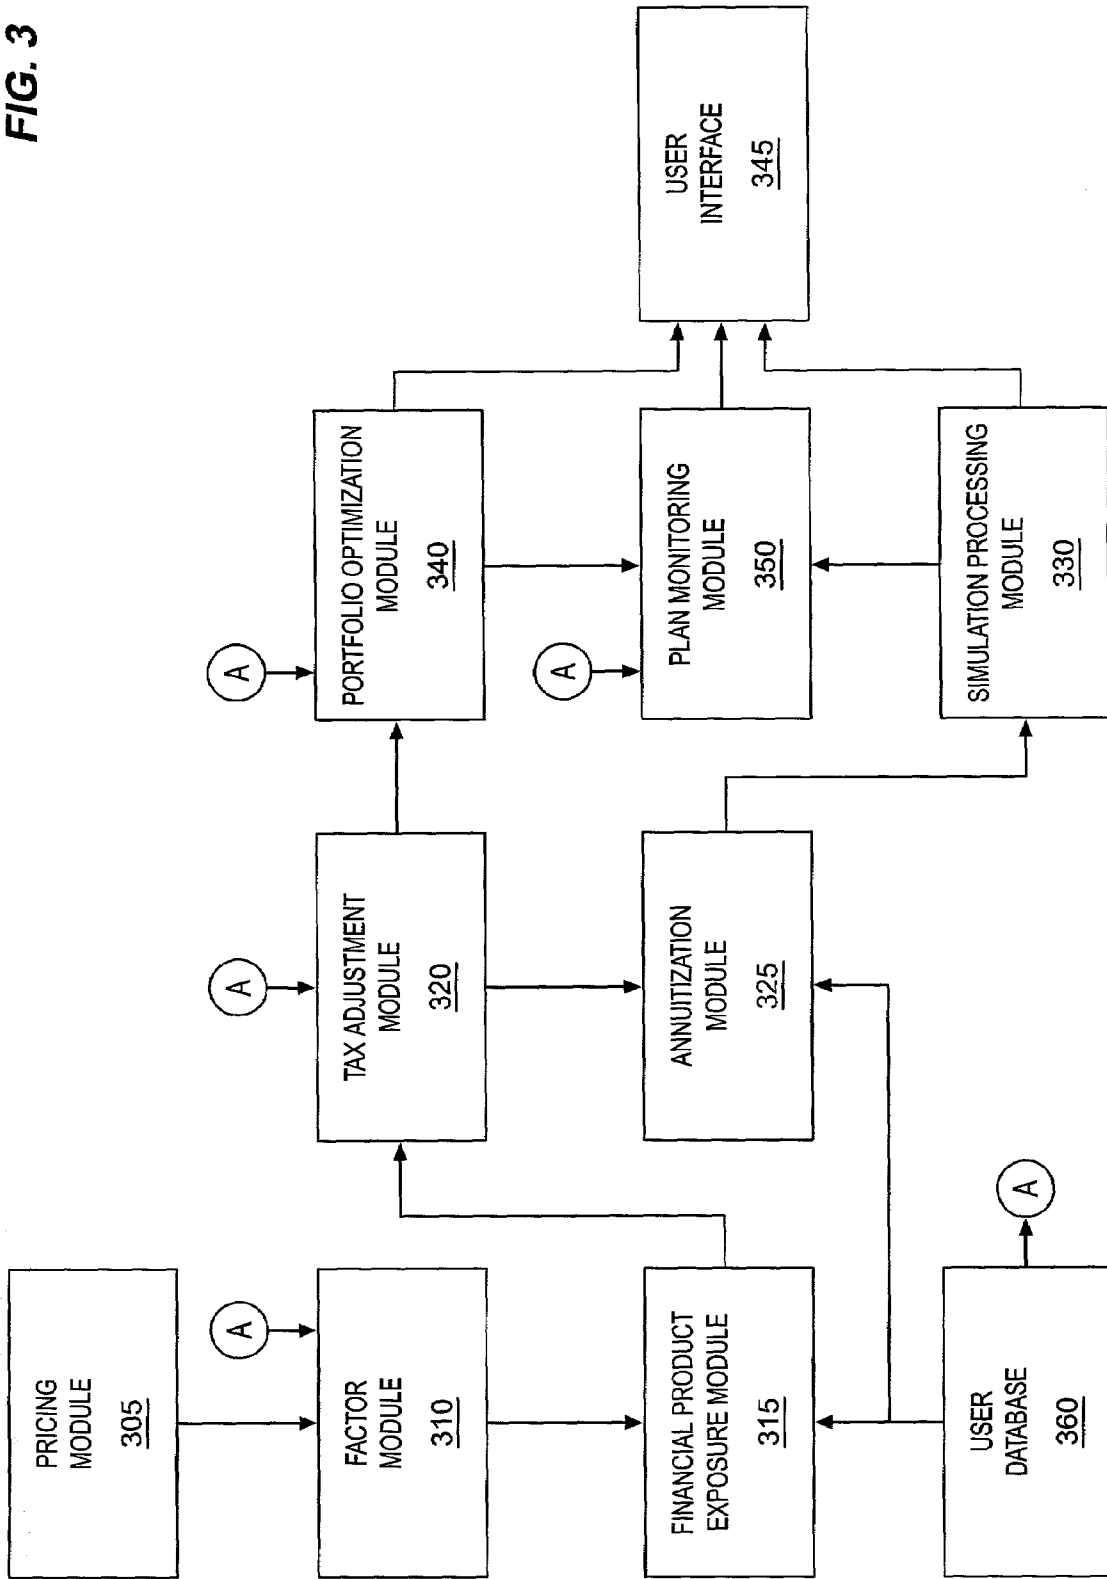 FIG. 3
PRICING
MODULE
305
A
FACTOR
MODULE
310
FINANCIAL PRODUCT
EXPOSURE MODULE
315
USER
DATABASE
360
A
A
TAX ADJUSTMENT
MODULE
320
ANNUITIZATION
MODULE
325
A
PORTFOLIO OPTIMIZATION
MODULE
340
A
PLAN MONITORING
MODULE
350
SIMULATION PROCESSING
MODULE
330
USER
INTERFACE
345